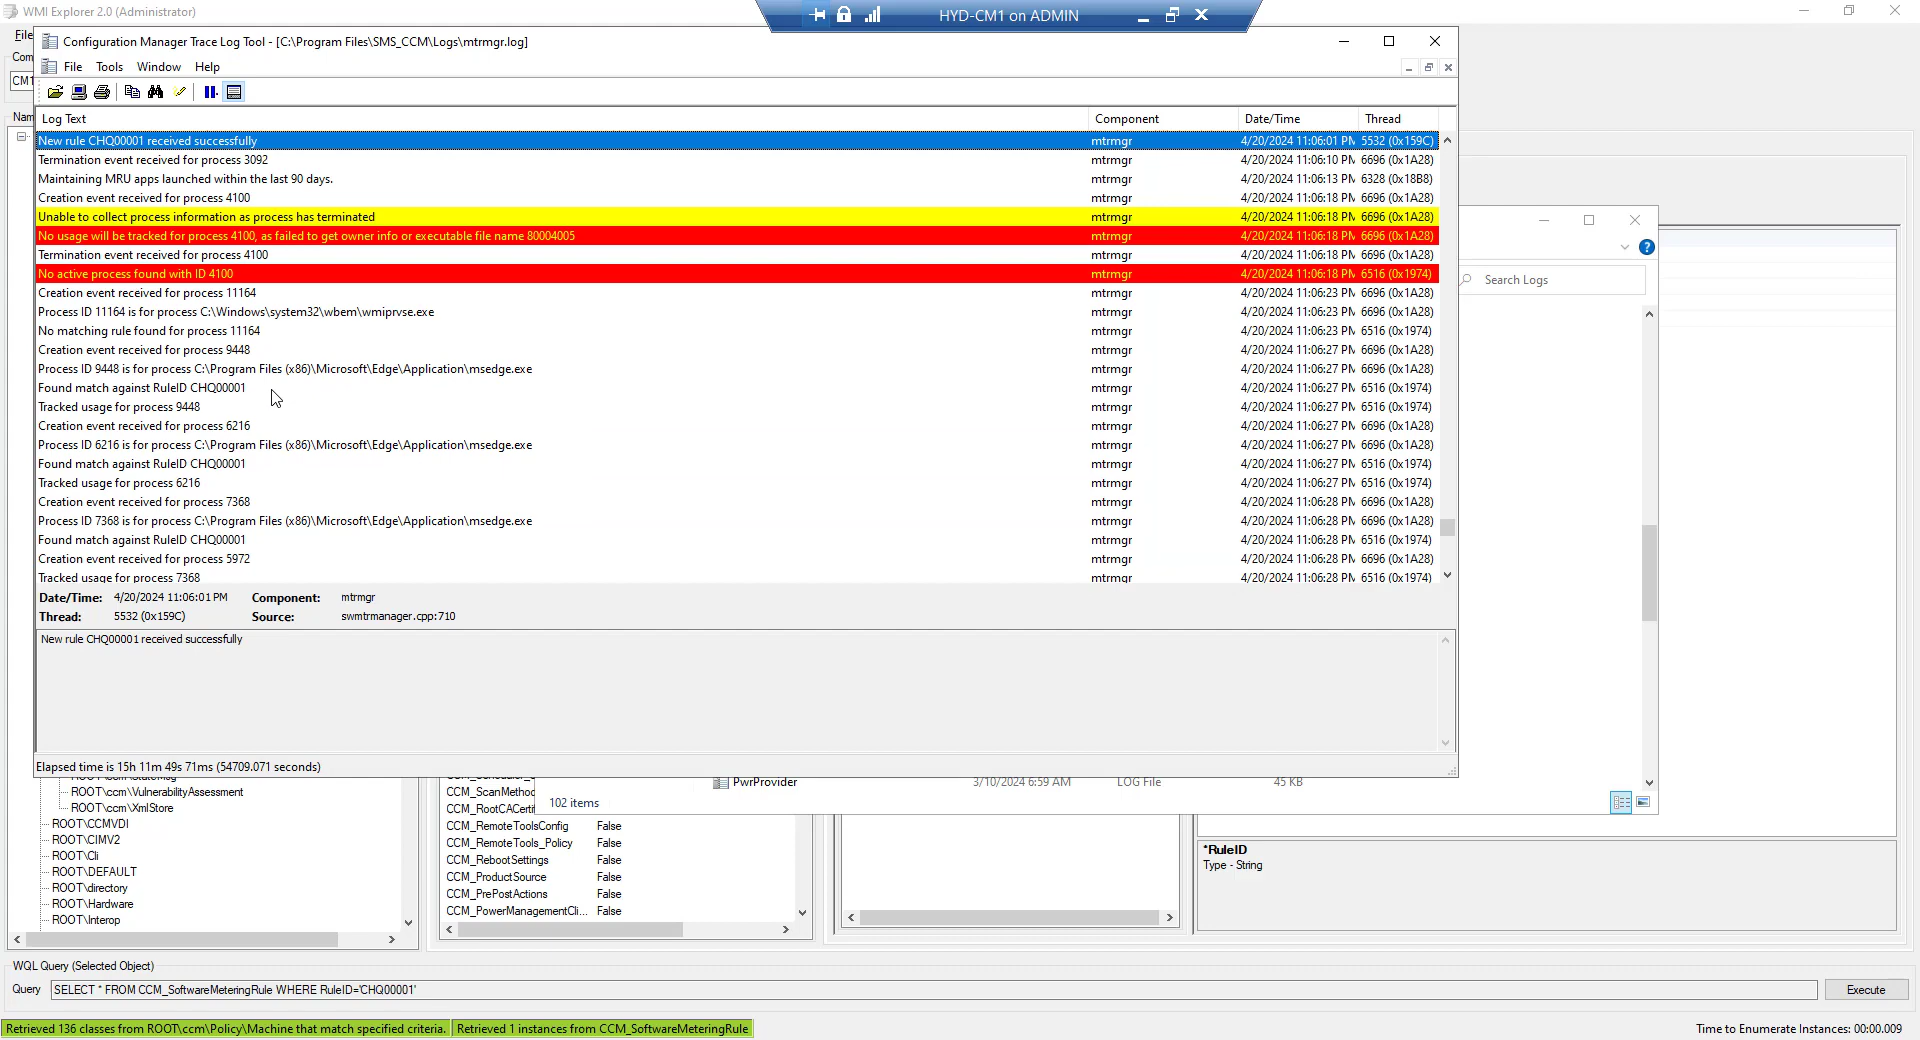 WMI Explorer 2.0 (Administrator)
HYD-CM1 on ADMIN
File
Com
CM1
Nam
Configuration Manager Trace Log Tool - [C:\Program Files\SMS_CCM\Logs\mtrmgr.log]
File Tools Window Help
Log Text Component Date/Time Thread
New rule CHQ00001 received successfully mtrmgr 4/20/2024 11:06:01 PM 5532 (0x159C)
Termination event received for process 3092 mtrmgr 4/20/2024 11:06:10 PM 6696 (0x1A28)
Maintaining MRU apps launched within the last 90 days. mtrmgr 4/20/2024 11:06:13 PM 6328 (0x18B8)
Creation event received for process 4100 mtrmgr 4/20/2024 11:06:18 PM 6696 (0x1A28)
Unable to collect process information as process has terminated mtrmgr 4/20/2024 11:06:18 PM 6696 (0x1A28)
No usage will be tracked for process 4100, as failed to get owner info or executable file name 80004005 mtrmgr 4/20/2024 11:06:18 PM 6696 (0x1A28)
Termination event received for process 4100 mtrmgr 4/20/2024 11:06:18 PM 6696 (0x1A28)
No active process found with ID 4100 mtrmgr 4/20/2024 11:06:18 PM 6516 (0x1974)
Creation event received for process 11164 mtrmgr 4/20/2024 11:06:23 PM 6696 (0x1A28)
Process ID 11164 is for process C:\Windows\system32\wbem\wmiprvse.exe mtrmgr 4/20/2024 11:06:23 PM 6696 (0x1A28)
No matching rule found for process 11164 mtrmgr 4/20/2024 11:06:23 PM 6516 (0x1974)
Creation event received for process 9448 mtrmgr 4/20/2024 11:06:27 PM 6696 (0x1A28)
Process ID 9448 is for process C:\Program Files (x86)\Microsoft\Edge\Application\msedge.exe mtrmgr 4/20/2024 11:06:27 PM 6696 (0x1A28)
Found match against RuleID CHQ00001 mtrmgr 4/20/2024 11:06:27 PM 6516 (0x1974)
Tracked usage for process 9448 mtrmgr 4/20/2024 11:06:27 PM 6516 (0x1974)
Creation event received for process 6216 mtrmgr 4/20/2024 11:06:27 PM 6696 (0x1A28)
Process ID 6216 is for process C:\Program Files (x86)\Microsoft\Edge\Application\msedge.exe mtrmgr 4/20/2024 11:06:27 PM 6696 (0x1A28)
Found match against RuleID CHQ00001 mtrmgr 4/20/2024 11:06:27 PM 6516 (0x1974)
Tracked usage for process 6216 mtrmgr 4/20/2024 11:06:27 PM 6516 (0x1974)
Creation event received for process 7368 mtrmgr 4/20/2024 11:06:28 PM 6696 (0x1A28)
Process ID 7368 is for process C:\Program Files (x86)\Microsoft\Edge\Application\msedge.exe mtrmgr 4/20/2024 11:06:28 PM 6696 (0x1A28)
Found match against RuleID CHQ00001 mtrmgr 4/20/2024 11:06:28 PM 6516 (0x1974)
Creation event received for process 5972 mtrmgr 4/20/2024 11:06:28 PM 6696 (0x1A28)
Tracked usage for process 7368 mtrmgr 4/20/2024 11:06:28 PM 6516 (0x1974)
Date/Time: 4/20/2024 11:06:01 PM Component: mtrmgr
Thread: 5532 (0x159C) Source: swmtrmanager.cpp:710
New rule CHQ00001 received successfully
Elapsed time is 15h 11m 49s 71ms (54709.071 seconds)
Search Logs
PwrProvider 3/10/2024 6:59 AM LOG File 45 KB
102 items
ROOT\ccm\StateMsg
ROOT\ccm\VulnerabilityAssessment
ROOT\ccm\XmlStore
ROOT\CCMVDI
ROOT\CIMV2
ROOT\Cli
ROOT\DEFAULT
ROOT\directory
ROOT\Hardware
ROOT\Interop
CCM_Scheduler_
CCM_ScanMethod
CCM_RootCACertif
CCM_RemoteToolsConfig False
CCM_RemoteTools_Policy False
CCM_RebootSettings False
CCM_ProductSource False
CCM_PrePostActions False
CCM_PowerManagementCli... False
*RuleID
Type - String
WQL Query (Selected Object)
Query SELECT * FROM CCM_SoftwareMeteringRule WHERE RuleID='CHQ00001' Execute
Retrieved 136 classes from ROOT\ccm\Policy\Machine that match specified criteria. Retrieved 1 instances from CCM_SoftwareMeteringRule Time to Enumerate Instances: 00:00.009